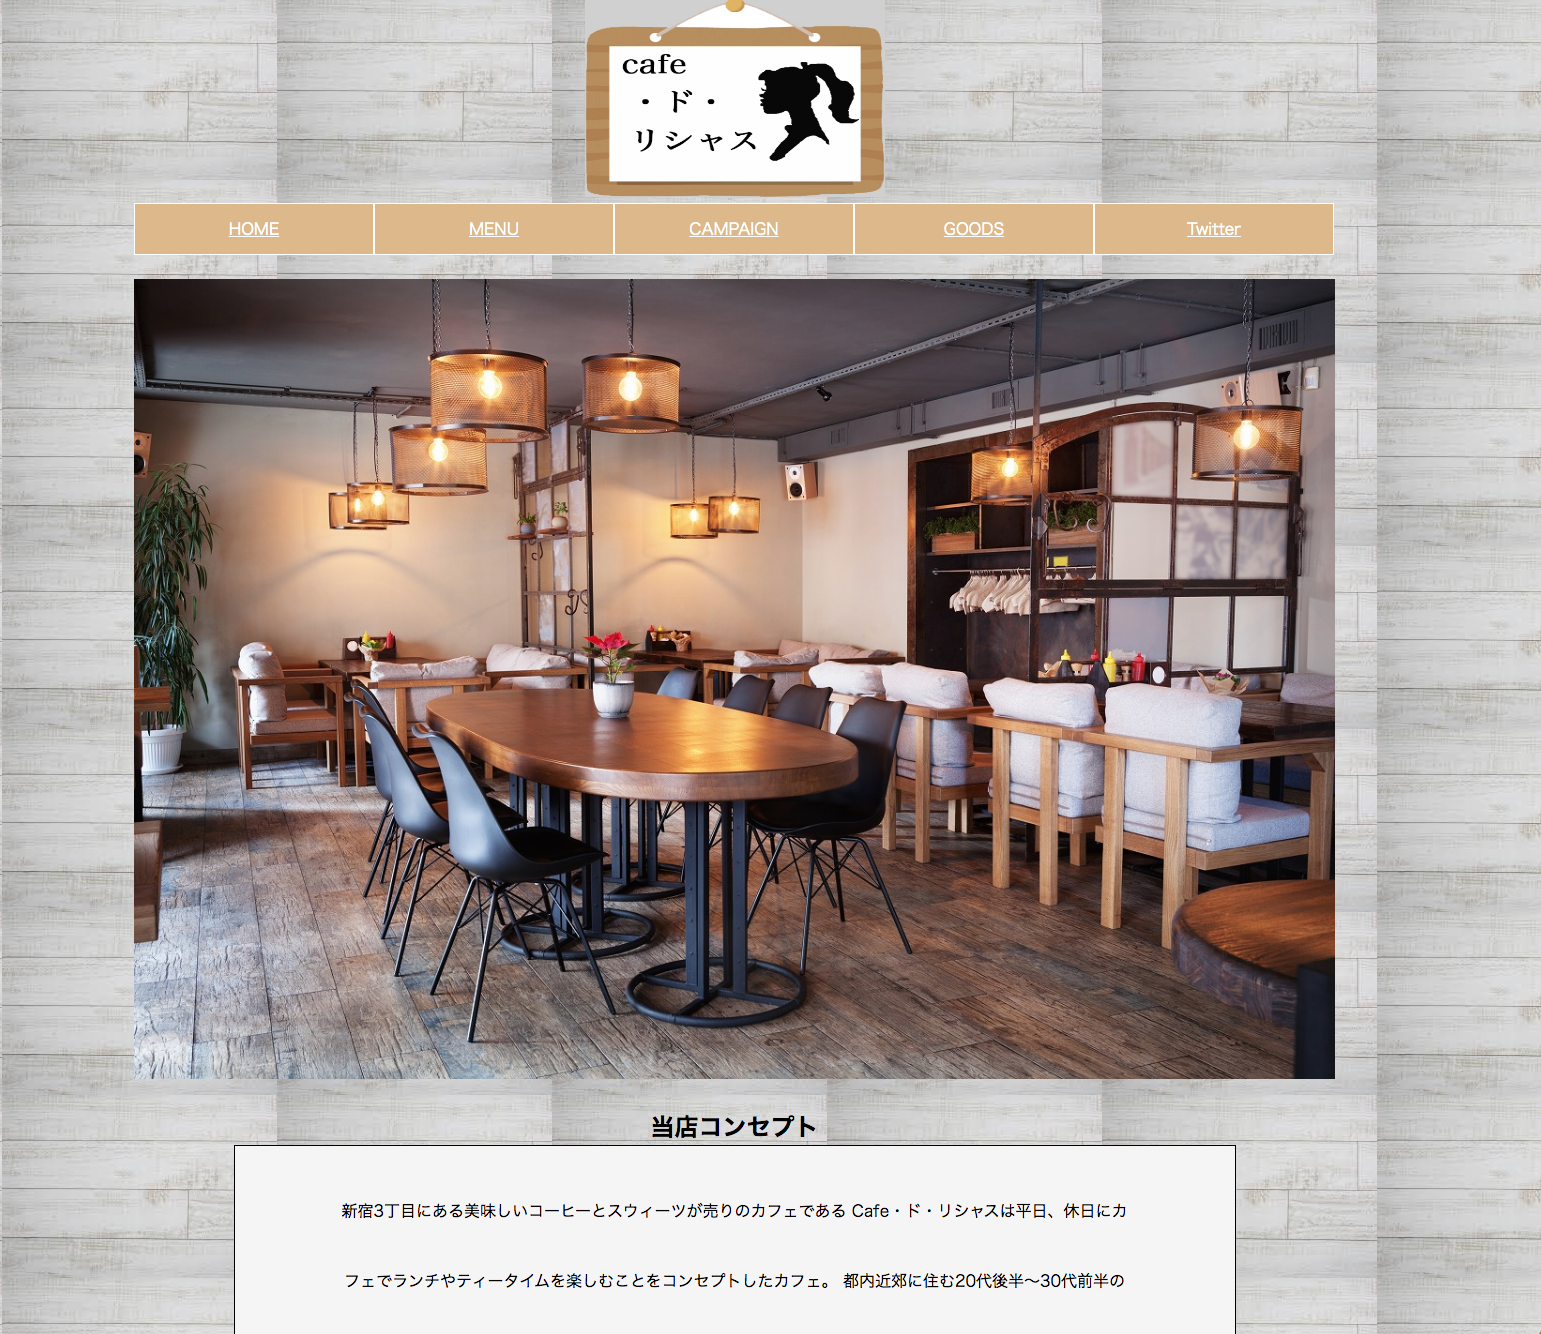 cafe
・ド・
リシャス
HOME
MENU
CAMPAIGN
GOODS
Twitter
当店コンセプト
新宿3丁目にある美味しいコーヒーとスウィーツが売りのカフェである Cafe・ド・リシャスは平日、休日にカ
フェでランチやティータイムを楽しむことをコンセプトしたカフェ。 都内近郊に住む20代後半〜30代前半の